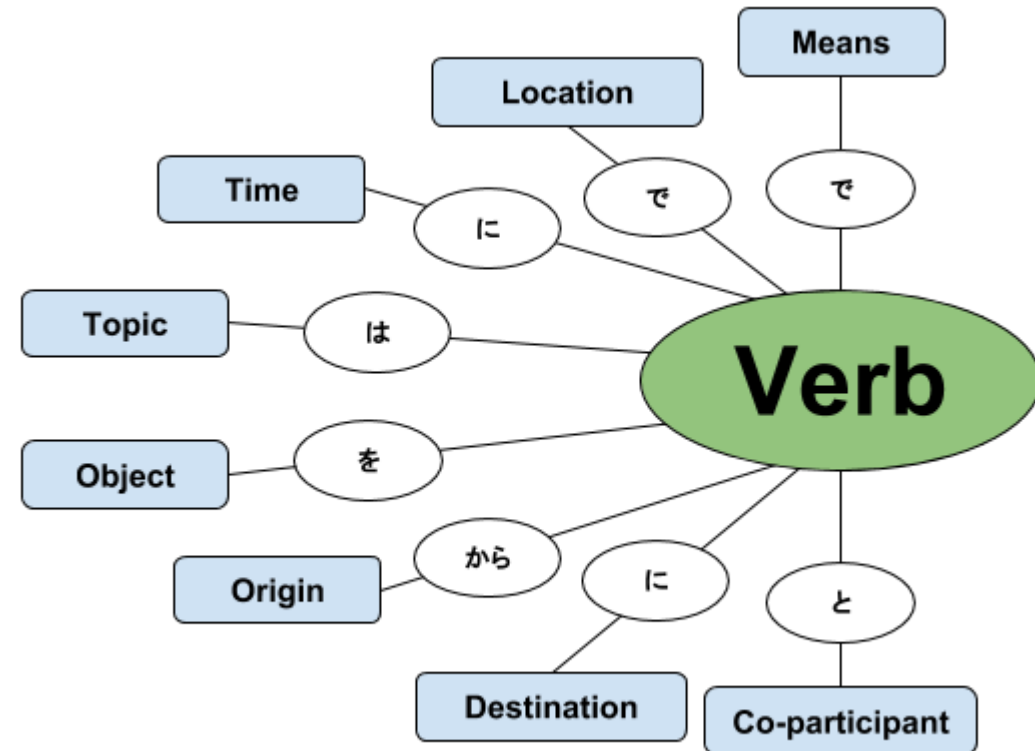 Means
Location
で
で
Time
に
Topic
は
Verb
Object
を
から
Origin
に
と
Destination
Co-participant